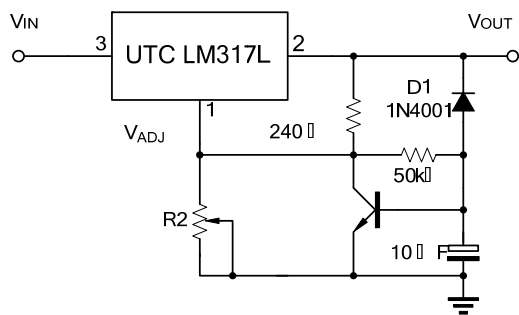 VIN
VOUT
3
UTC LM317L
2
D1
1N4001
1
VADJ
240▯
50k▯
R2
10▯ F